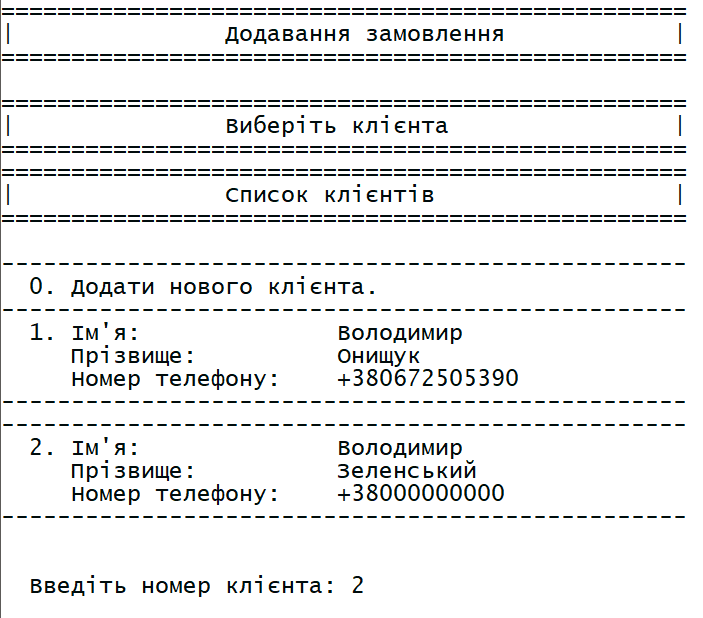 =================================================
|               Додавання замовлення            |
=================================================
=================================================
|               Виберіть клієнта                |
=================================================
=================================================
|               Список клієнтів                 |
=================================================
-------------------------------------------------
0. Додати нового клієнта.
-------------------------------------------------
1. Ім'я:              Володимир
Прізвище:          Онищук
Номер телефону:    +380672505390
-------------------------------------------------
-------------------------------------------------
2. Ім'я:              Володимир
Прізвище:          Зеленський
Номер телефону:    +38000000000
-------------------------------------------------
Введіть номер клієнта: 2